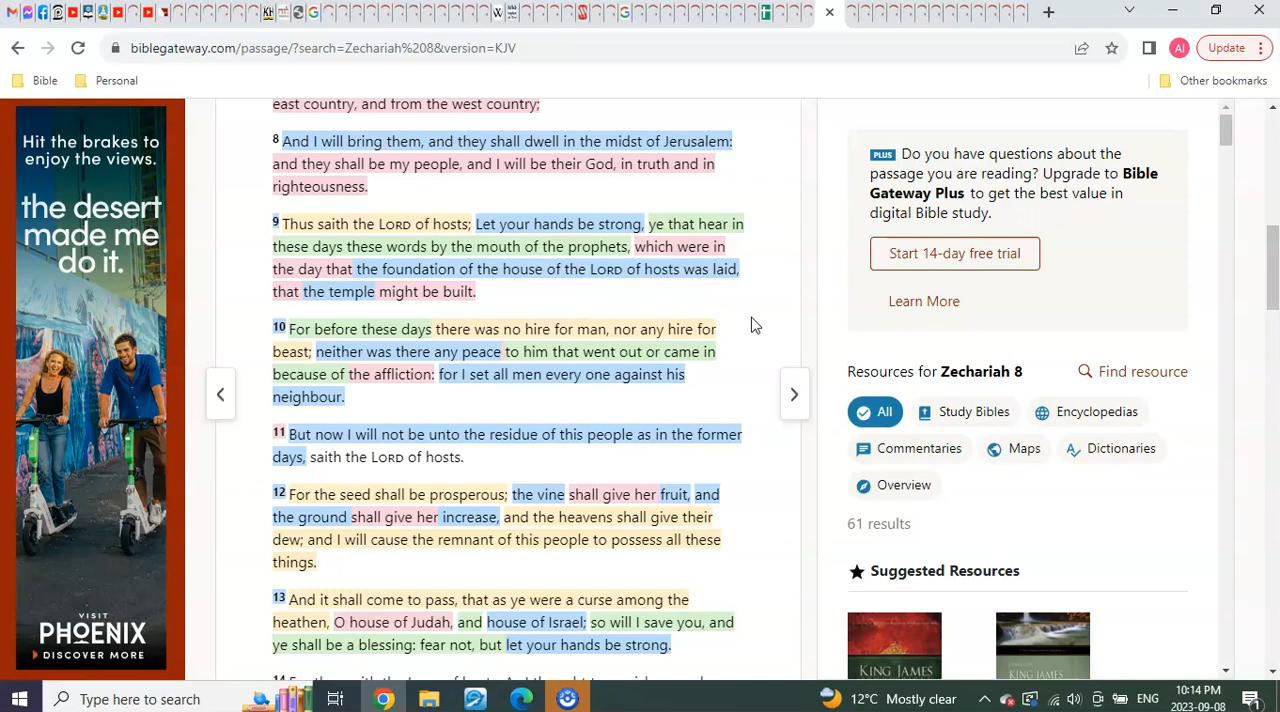 biblegateway.com/passage/?search=Zechariah%208&version=KJV
Update
Bible
Personal
Other bookmarks
Hit the brakes to
enjoy the views.
the desert
made me
do it.
VISIT
PHOENIX
DISCOVER MORE
east country, and from the west country;
8 And I will bring them, and they shall dwell in the midst of Jerusalem:
and they shall be my people, and I will be their God, in truth and in
righteousness.
9 Thus saith the LORD of hosts; Let your hands be strong, ye that hear in
these days these words by the mouth of the prophets, which were in
the day that the foundation of the house of the LORD of hosts was laid,
that the temple might be built.
10 For before these days there was no hire for man, nor any hire for
beast; neither was there any peace to him that went out or came in
because of the affliction: for I set all men every one against his
neighbour.
11 But now I will not be unto the residue of this people as in the former
days, saith the LORD of hosts.
12 For the seed shall be prosperous; the vine shall give her fruit, and
the ground shall give her increase, and the heavens shall give their
dew; and I will cause the remnant of this people to possess all these
things.
13 And it shall come to pass, that as ye were a curse among the
heathen, O house of Judah, and house of Israel; so will I save you, and
ye shall be a blessing: fear not, but let your hands be strong.
PLUS Do you have questions about the
passage you are reading? Upgrade to Bible
Gateway Plus to get the best value in
digital Bible study.
Start 14-day free trial
Learn More
Resources for Zechariah 8
Find resource
All
Study Bibles
Encyclopedias
Commentaries
Maps
Dictionaries
Overview
61 results
Suggested Resources
KING JAMES
KING JAMES
Type here to search
12°C Mostly clear
ENG
10:14 PM
2023-09-08